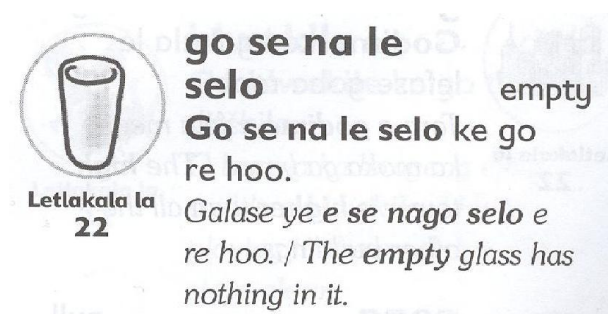 go se na le
selo empty
Go se na le selo ke go
re hoo.
Galase ye e se nago selo e
re hoo. / The empty glass has
nothing in it.
Letlakala la
22